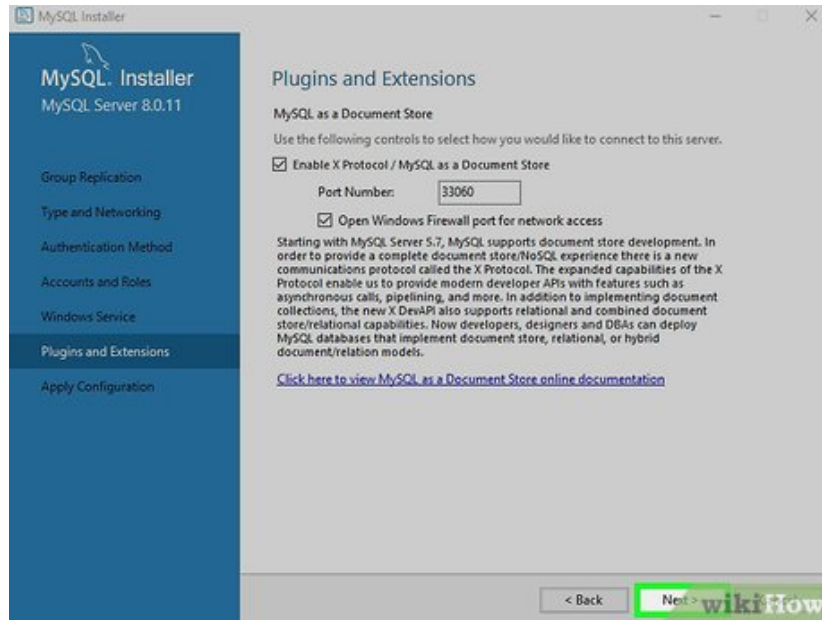 MySQL Installer
MySQL. Installer
MySQL Server 8.0.11
Group Replication
Type and Networking
Authentication Method
Accounts and Roles
Windows Service
Plugins and Extensions
Apply Configuration
Plugins and Extensions
MySQL as a Document Store
Use the following controls to select how you would like to connect to this server.
Enable X Protocol / MySQL as a Document Store
Port Number: 33060
Open Windows Firewall port for network access
Starting with MySQL Server 5.7, MySQL supports document store development. In
order to provide a complete document store/NoSQL experience there is a new
communications protocol called the X Protocol. The expanded capabilities of the X
Protocol enable us to provide modern developer APIs with features such as
asynchronous calls, pipelining, and more. In addition to implementing document
collections, the new X DevAPI also supports relational and combined document
store/relational capabilities. Now developers, designers and DBAs can deploy
MySQL databases that implement document store, relational, or hybrid
document/relation models.
Click here to view MySQL as a Document Store online documentation
< Back
Next >
wikiHow